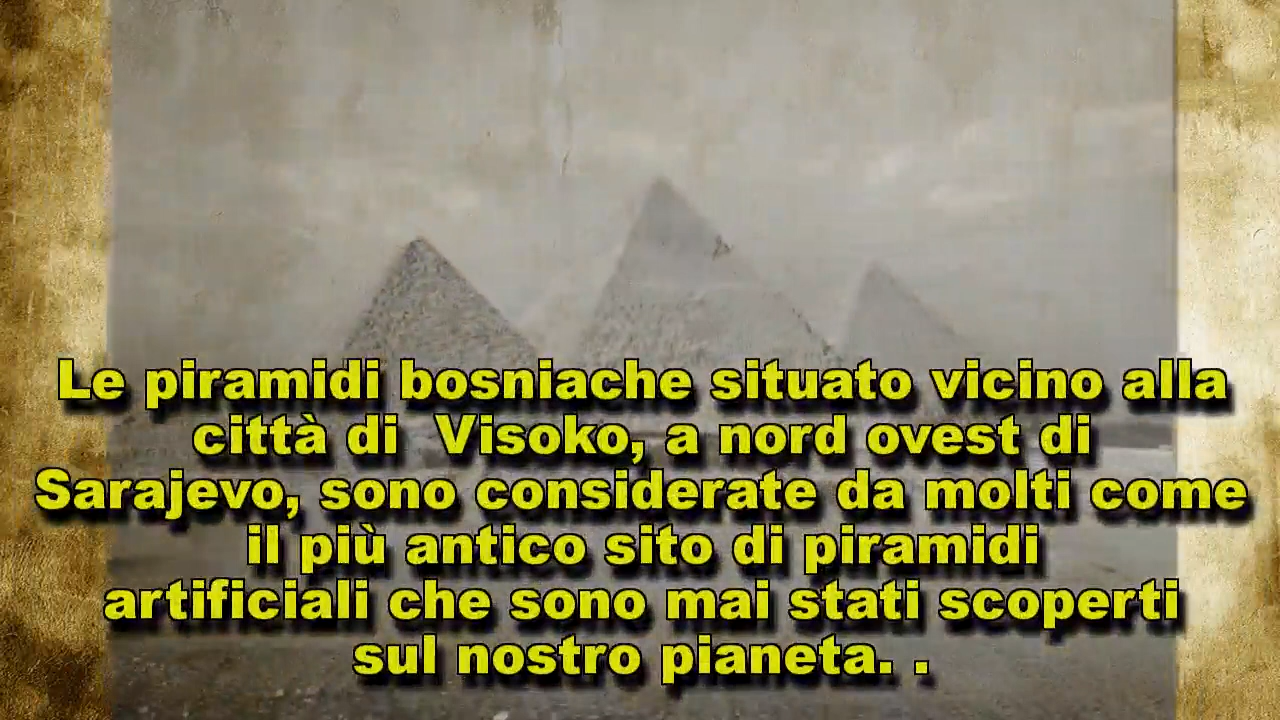 Le piramidi bosniache situato vicino alla
città di  Visoko, a nord ovest di
Sarajevo, sono considerate da molti come
il più antico sito di piramidi
artificiali che sono mai stati scoperti
sul nostro pianeta. .